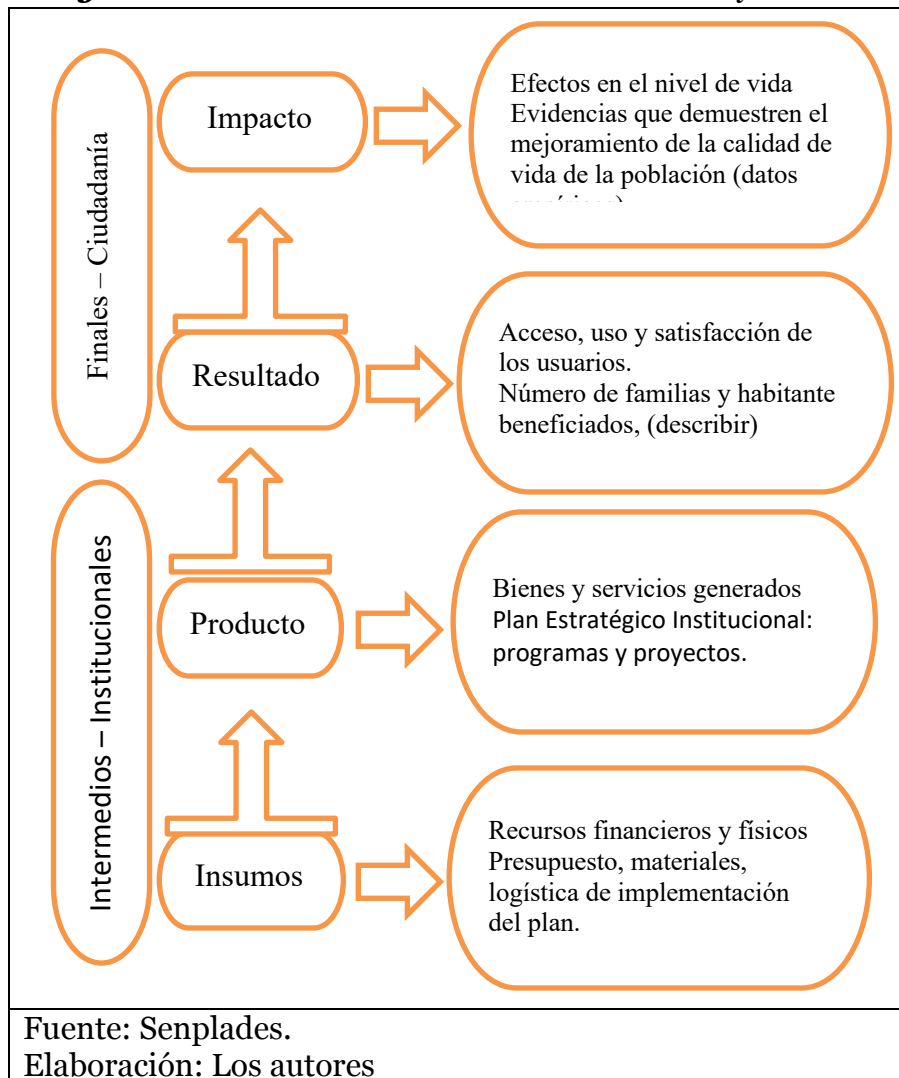 Finales – Ciudadanía
Impacto
Efectos en el nivel de vida
Evidencias que demuestren el
mejoramiento de la calidad de
vida de la población (datos
Resultado
Acceso, uso y satisfacción de
los usuarios.
Número de familias y habitante
beneficiados, (describir)
Intermedios – Institucionales
Producto
Bienes y servicios generados
Plan Estratégico Institucional:
programas y proyectos.
Insumos
Recursos financieros y físicos
Presupuesto, materiales,
logística de implementación
del plan.
Fuente: Senplades.
Elaboración: Los autores